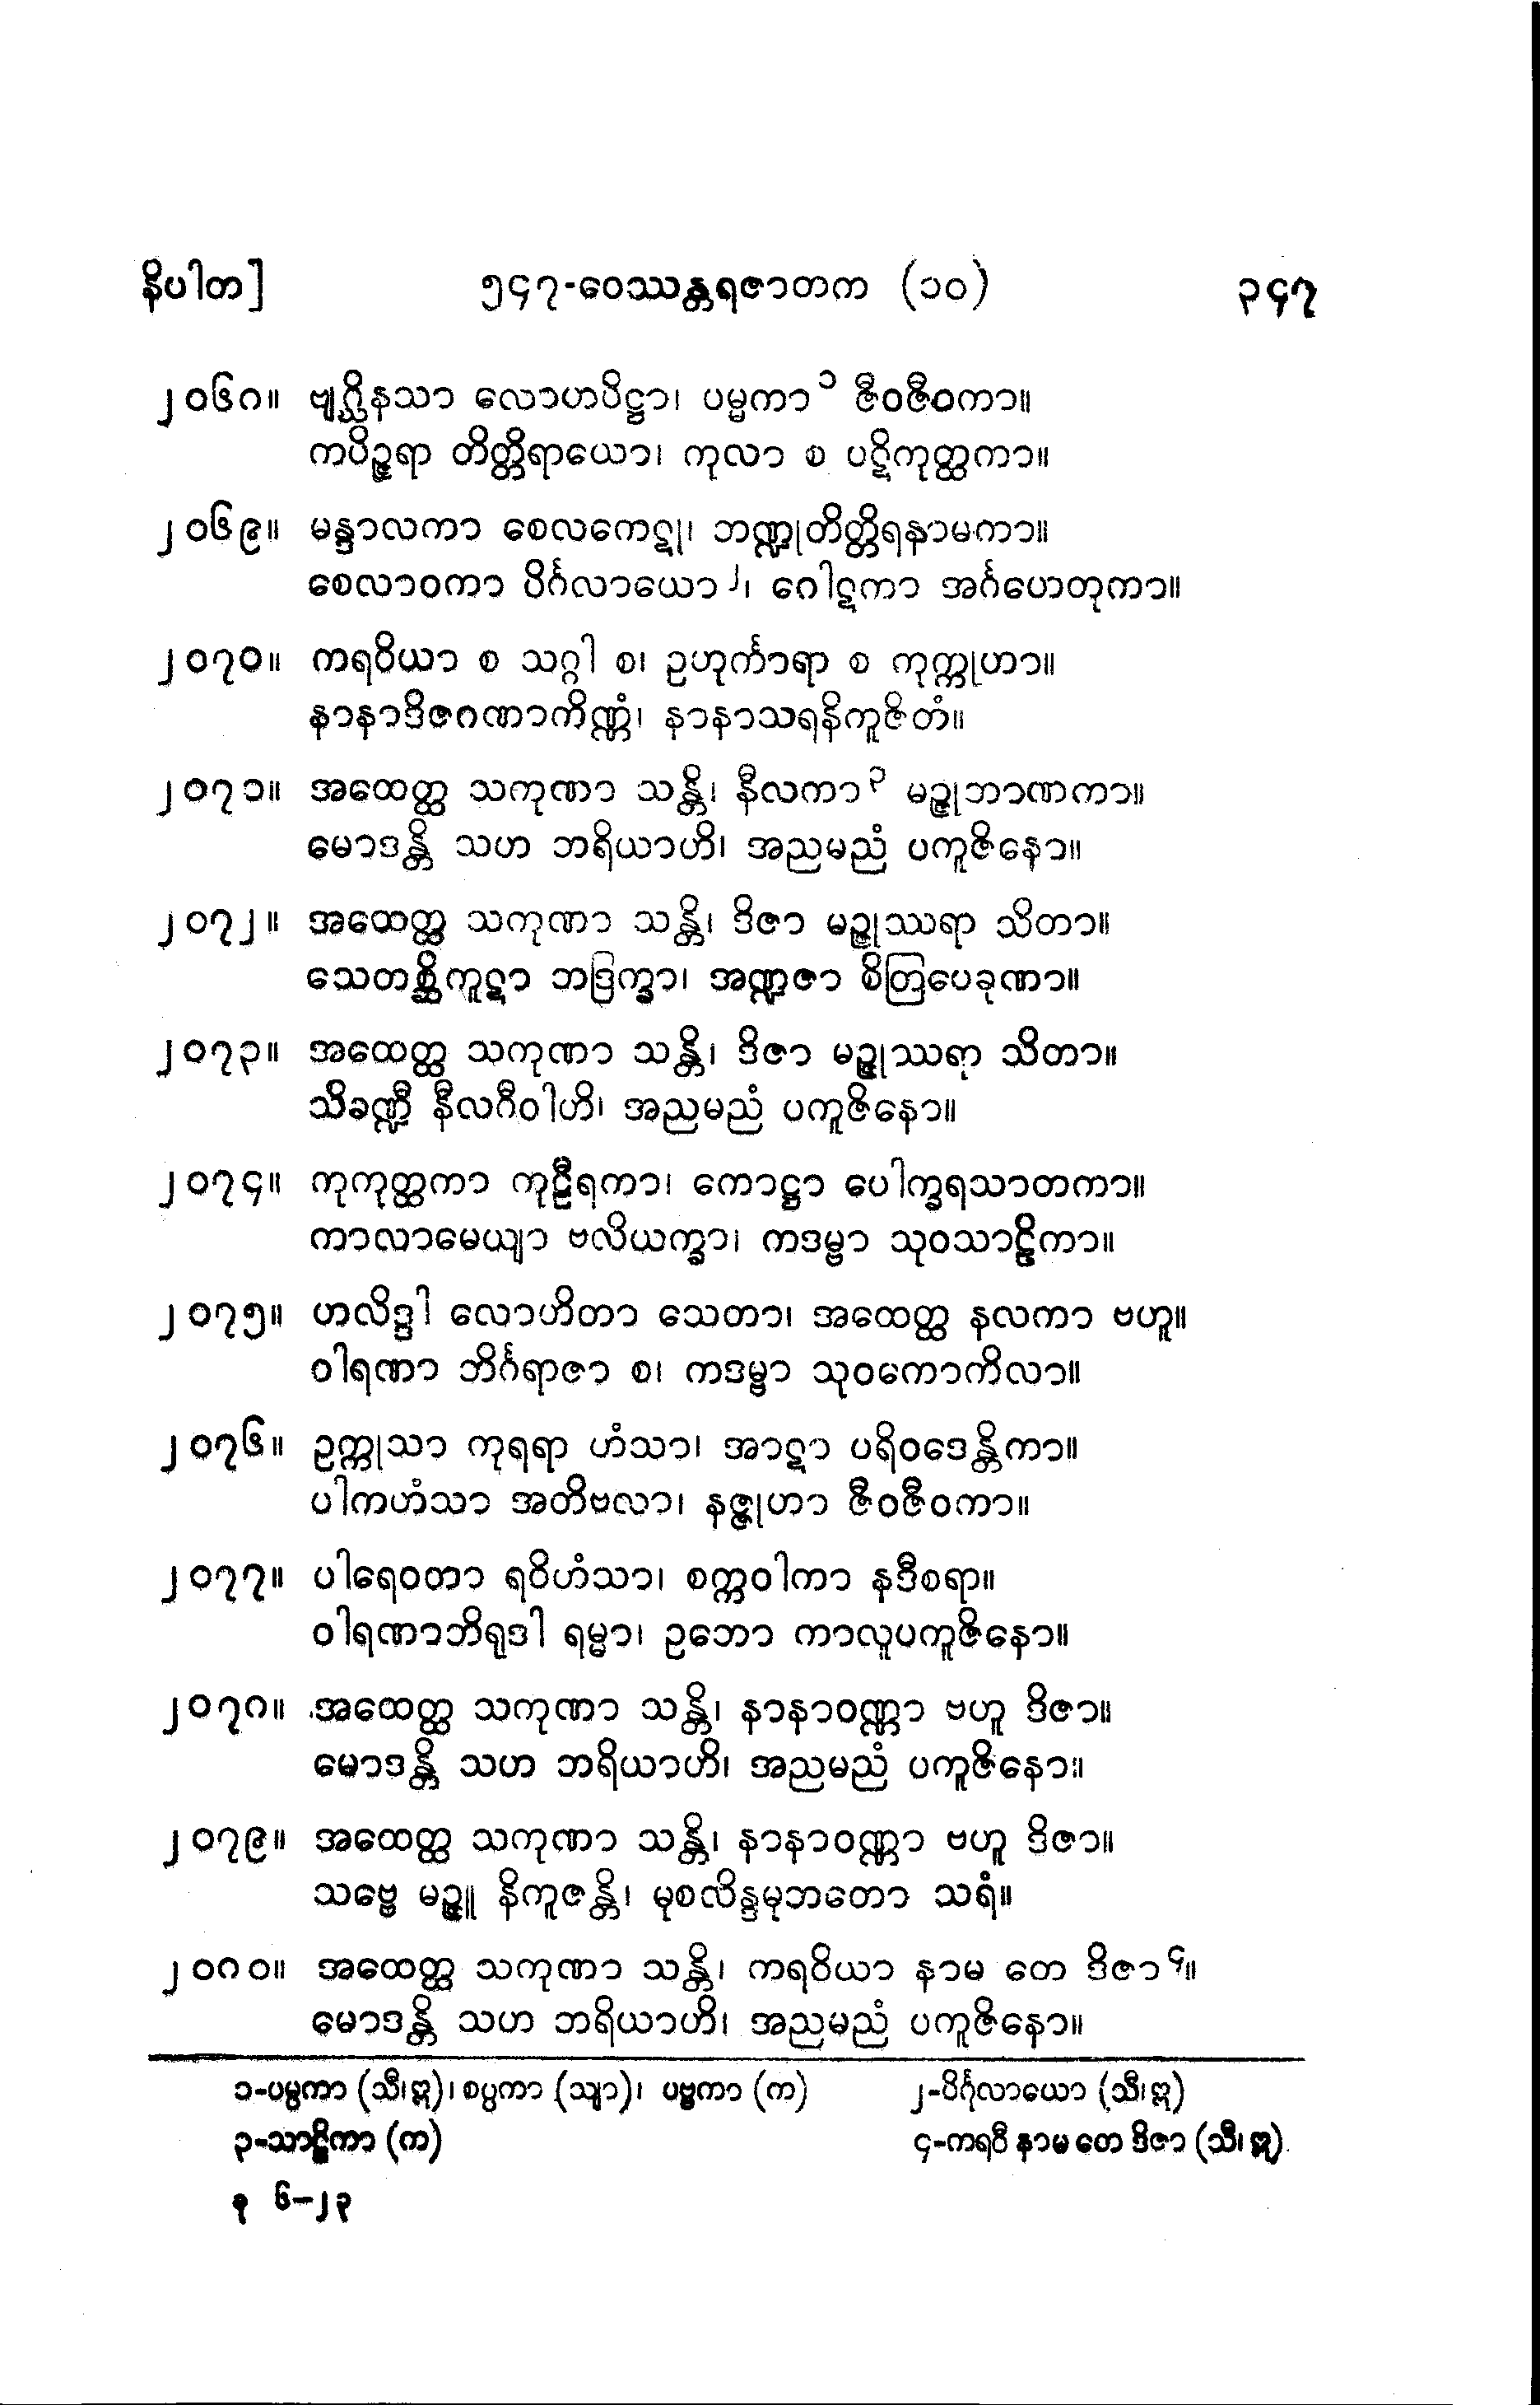 နိပါတ]	၅၄၇-ဝေဿန္တရဇာတက (၁၀)	၃၄၇
၂၀၆၈။ ဗျဂ္ဃိနသာ လောဟပိဋ္ဌာ၊ ပမ္မကာ၁ ဇီဝဇီဝကာ။
ကပိဉ္ဇရာ တိတ္တိရာယော၊ ကုလာ စ ပဋိကုတ္ထကာ။
၂၀၆၉။ မန္ဒာလကာ စေလကေဋု၊ ဘဏ္ဍုတိတ္တိရနာမကာ။
စေလာဝကာ ပိင်္ဂလာယော၂၊ ဂေါဋကာ အင်္ဂဟေတုကာ။
၂၀၇၀။ ကရဝိယာ စ သဂ္ဂါ စ၊ ဥဟုင်္ကာရာ စ ကုက္ကုဟာ။
နာနာဒိဇဂဏာကိဏ္ဏံ၊ နာနာသရနိကူဇိတံ။
၂၀၇၁။ အထေတ္ထ သကုဏာ သန္တိ၊ နီလကာ၃ မဉ္ဇုဘာဏကာ။
မောဒန္တိ သဟ ဘရိယာဟိ၊ အညမညံ ပကူဇိနော။
၂၀၇၂။ အထေတ္ထ သကုဏာ သန္တိ၊ ဒိဇာ မဉ္ဇုဿရာ သိတာ။
သေတစ္ဆိကူဋာ ဘဒြက္ခာ၊ အဏ္ဍဇာ စိတြပေခုဏာ။
၂၀၇၃။ အထေတ္ထ သကုဏာ သန္တိ၊ ဒိဇာ မဉ္ဇုဿရာ သိတာ။
သိခဏ္ဍီ နီလဂီဝါဟိ၊ အညမညံ ပကူဇိနော။
၂၀၇၄။ ကုကုတ္ထကာ ကုဠီရကာ၊ ကောဋ္ဌာ ပေါက္ခရသာတကာ။
ကာလာမေယျာ ဗလိယက္ခာ၊ ကဒမ္ဗာ သုဝသာဠိကာ။
၂၀၇၅။ ဟလိဒ္ဒါ လောဟိတာ သေတာ၊ အထေတ္ထ နလကာ ဗဟူ။
ဝါရဏာ ဘိင်္ဂရာဇာ စ၊ ကဒမ္ဗာ သုဝကောကိလာ။
၂၀၇၆။ ဥက္ကုသာ ကုရရာ ဟံသာ၊ အာဋာ ပရိဝဒေန္တိကာ။
ပါကဟံသာ အတိဗလာ၊ နဇ္ဇုဟာ ဇီဝဇီဝကာ။
၂၀၇၇။ ပါရေဝတာ ရဝိဟံသာ၊ စက္ကဝါကာ နဒီစရာ။
ဝါရဏာဘိရုဒါ ရမ္မာ၊ ဥဘော ကာလူပကူဇိနော။
၂၀၇၈။ အထေတ္ထ သကုဏာ သန္တိ၊ နာနာဝဏ္ဏာ ဗဟူ ဒိဇာ။
မောဒန္တိ သဟ ဘရိယာဟိ၊ အညမညံ ပကူဇိနော။
၂၀၇၉။ အထေတ္ထ သကုဏာ သန္တိ၊ နာနာဝဏ္ဏာ ဗဟူ ဒိဇာ။
သဗ္ဗေ မဉ္ဇူ နိကူဇန္တိ၊ မုစလိန္ဒမုဘတော သရံ။
၂၀၈၀။ အထေတ္ထ သကုဏာ သန္တိ၊ ကရဝိယာ နာမ တေ ဒိဇာ၄။
မောဒန္တိ သဟ ဘရိယာဟိ၊ အညမညံ ပကူဇိနော။
၁-ပမ္ပကာ (သီ၊ဣ)၊ စပ္ပကာ (သျာ)၊ ပဗ္ဗကာ (က)	၂-ပိင်္ဂုလာယော (သီ၊ဣ)
၃-သာဠိကာ (က)	၄-ကရဝီ နာမ တေ ဒိဇာ (သီ၊ ဣ)
ခု ၆-၂၃